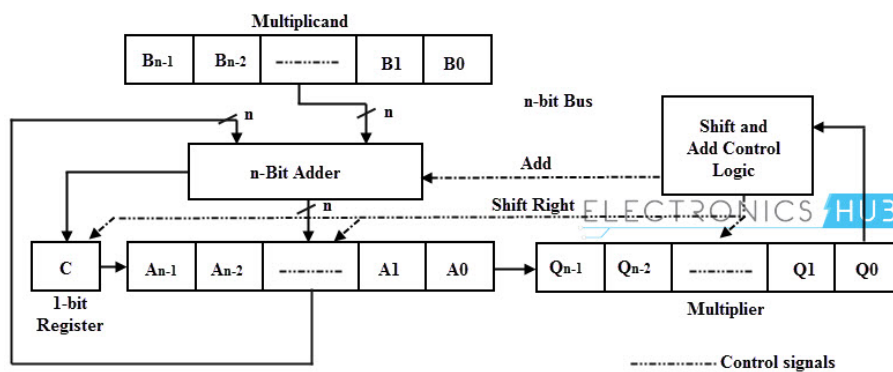 Multiplicand
Bn-1 Bn-2 B1 B0
n n n-bit Bus
Shift and
Add Control
Logic
n-Bit Adder
Add
n
Shift Right
ELECTRONICS HUB
C An-1 An-2 A1 A0 Qn-1 Qn-2 Q1 Q0
1-bit
Register
Multiplier
Control signals